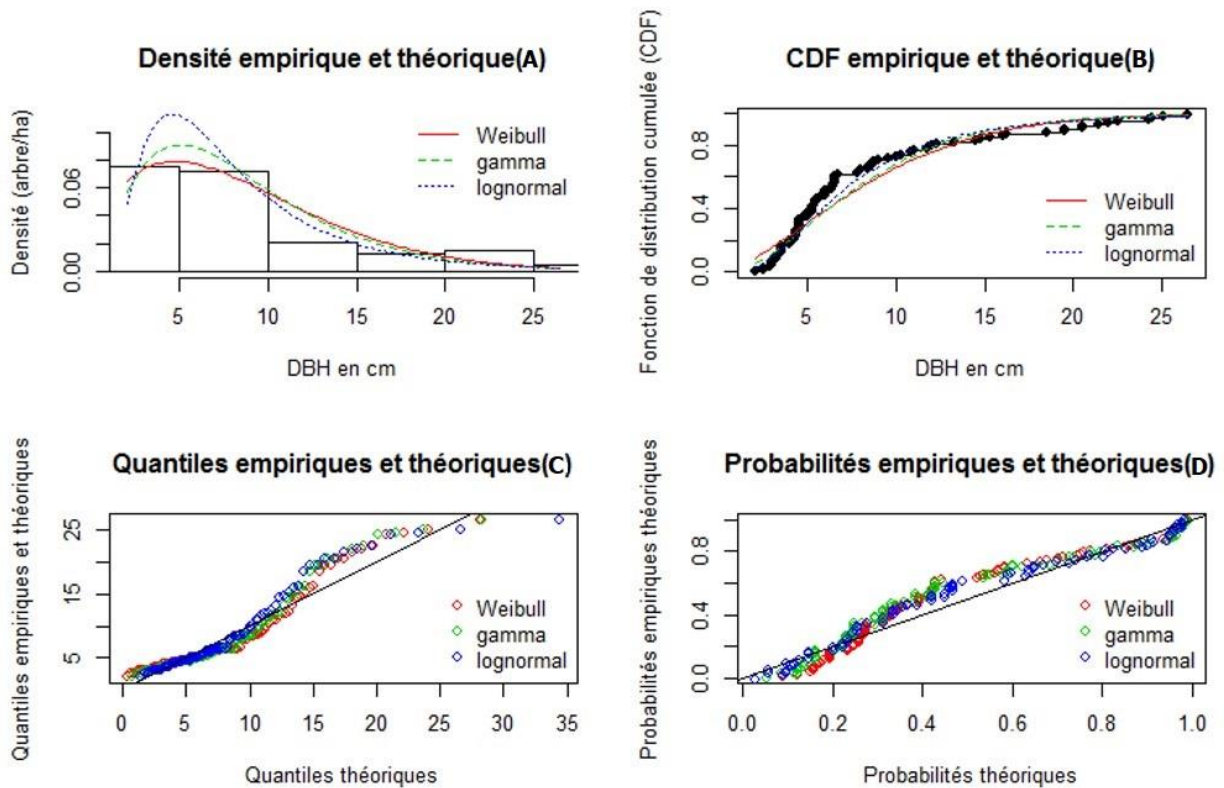 Densité empirique et théorique(A)
Densité (arbre/ha)
0.00
0.06
Weibull
gamma
lognormal
5
10
15
20
25
DBH en cm
CDF empirique et théorique(B)
Fonction de distribution cumulée (CDF)
0.0
0.4
0.8
Weibull
gamma
lognormal
5
10
15
20
25
DBH en cm
Quantiles empiriques et théoriques(C)
Quantiles empiriques et théoriques
5
15
25
Weibull
gamma
lognormal
0
5
10
15
20
25
30
35
Quantiles théoriques
Probabilités empiriques et théoriques(D)
Probabilités empiriques théoriques
0.0
0.4
0.8
Weibull
gamma
lognormal
0.0
0.2
0.4
0.6
0.8
1.0
Probabilités théoriques